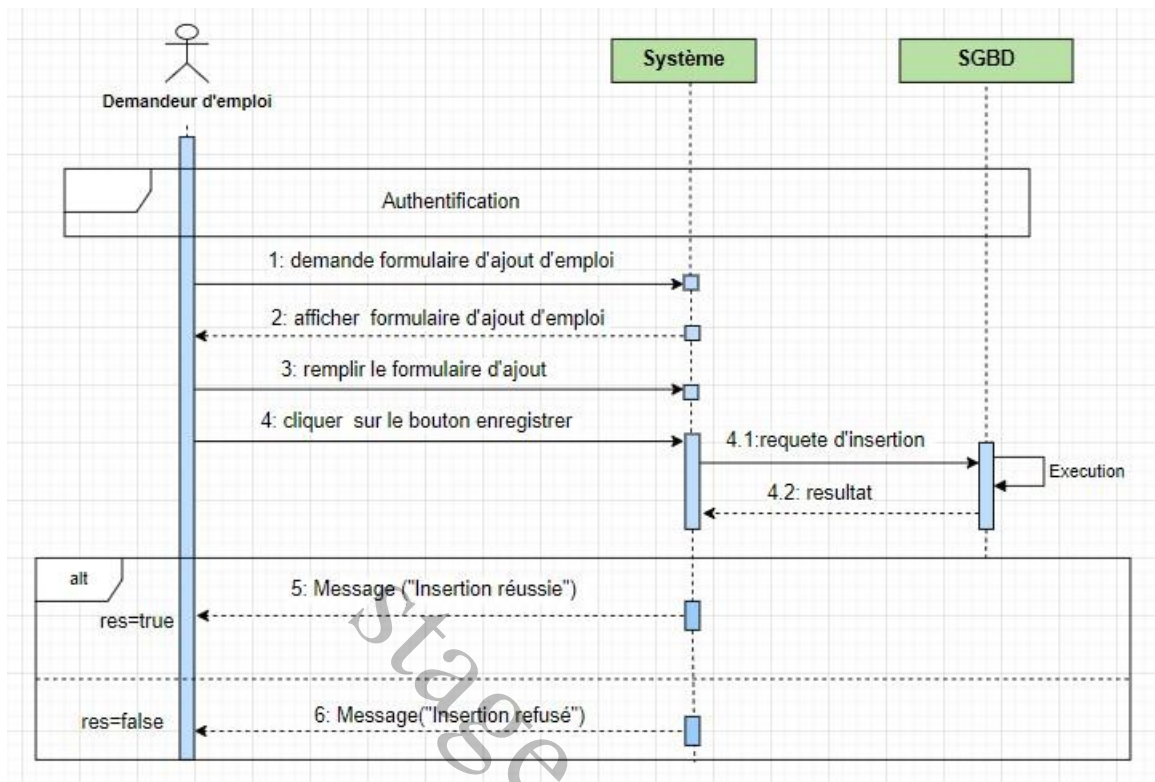 Système
SGBD
Demandeur d'emploi
Authentification
1: demande formulaire d'ajout d'emploi
2: afficher formulaire d'ajout d'emploi
3: remplir le formulaire d'ajout
4: cliquer sur le bouton enregistrer
4.1:requete d'insertion
Execution
4.2: resultat
alt
5: Message ("Insertion réussie")
res=true
6: Message("Insertion refusé")
res=false
stage